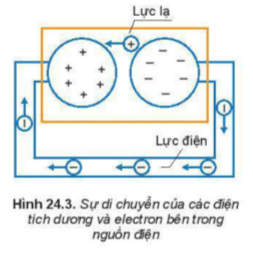 Lực lạ
Lực điện
Hình 24.3. Sự di chuyển của các điện
tích dương và electron bên trong
nguồn điện